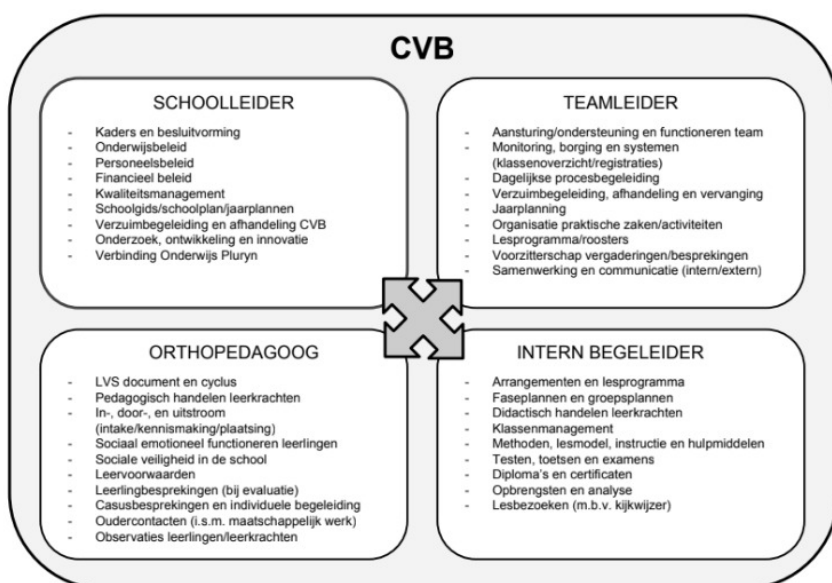 CVB
SCHOOLLEIDER
- Kaders en besluitvorming
- Onderwijsbeleid
- Personeelsbeleid
- Financieel beleid
- Kwaliteitsmanagement
- Schoolgids/schoolplan/jaarplannen
- Verzuimbegeleiding en afhandeling CVB
- Onderzoek, ontwikkeling en innovatie
- Verbinding Onderwijs Pluryn
TEAMLEIDER
- Aansturing/ondersteuning en functioneren team
- Monitoring, borging en systemen
(klassenoverzicht/registraties)
- Dagelijkse procesbegeleiding
- Verzuimbegeleiding, afhandeling en vervanging
- Jaarplanning
- Organisatie praktische zaken/activiteiten
- Lesprogramma/roosters
- Voorzitterschap vergaderingen/besprekingen
- Samenwerking en communicatie (intern/extern)
ORTHOPEDAGOOG
- LVS document en cyclus
- Pedagogisch handelen leerkrachten
- In-, door-, en uitstroom
(intake/kennismaking/plaatsing)
- Sociaal emotioneel functioneren leerlingen
- Sociale veiligheid in de school
- Leervoorwaarden
- Leerlingbesprekingen (bij evaluatie)
- Casusbesprekingen en individuele begeleiding
- Oudercontacten (i.s.m. maatschappelijk werk)
- Observaties leerlingen/leerkrachten
INTERN BEGELEIDER
- Arrangementen en lesprogramma
- Faseplannen en groepsplannen
- Didactisch handelen leerkrachten
- Klassenmanagement
- Methoden, lesmodel, instructie en hulpmiddelen
- Testen, toetsen en examens
- Diploma's en certificaten
- Opbrengsten en analyse
- Lesbezoeken (m.b.v. kijkwijzer)